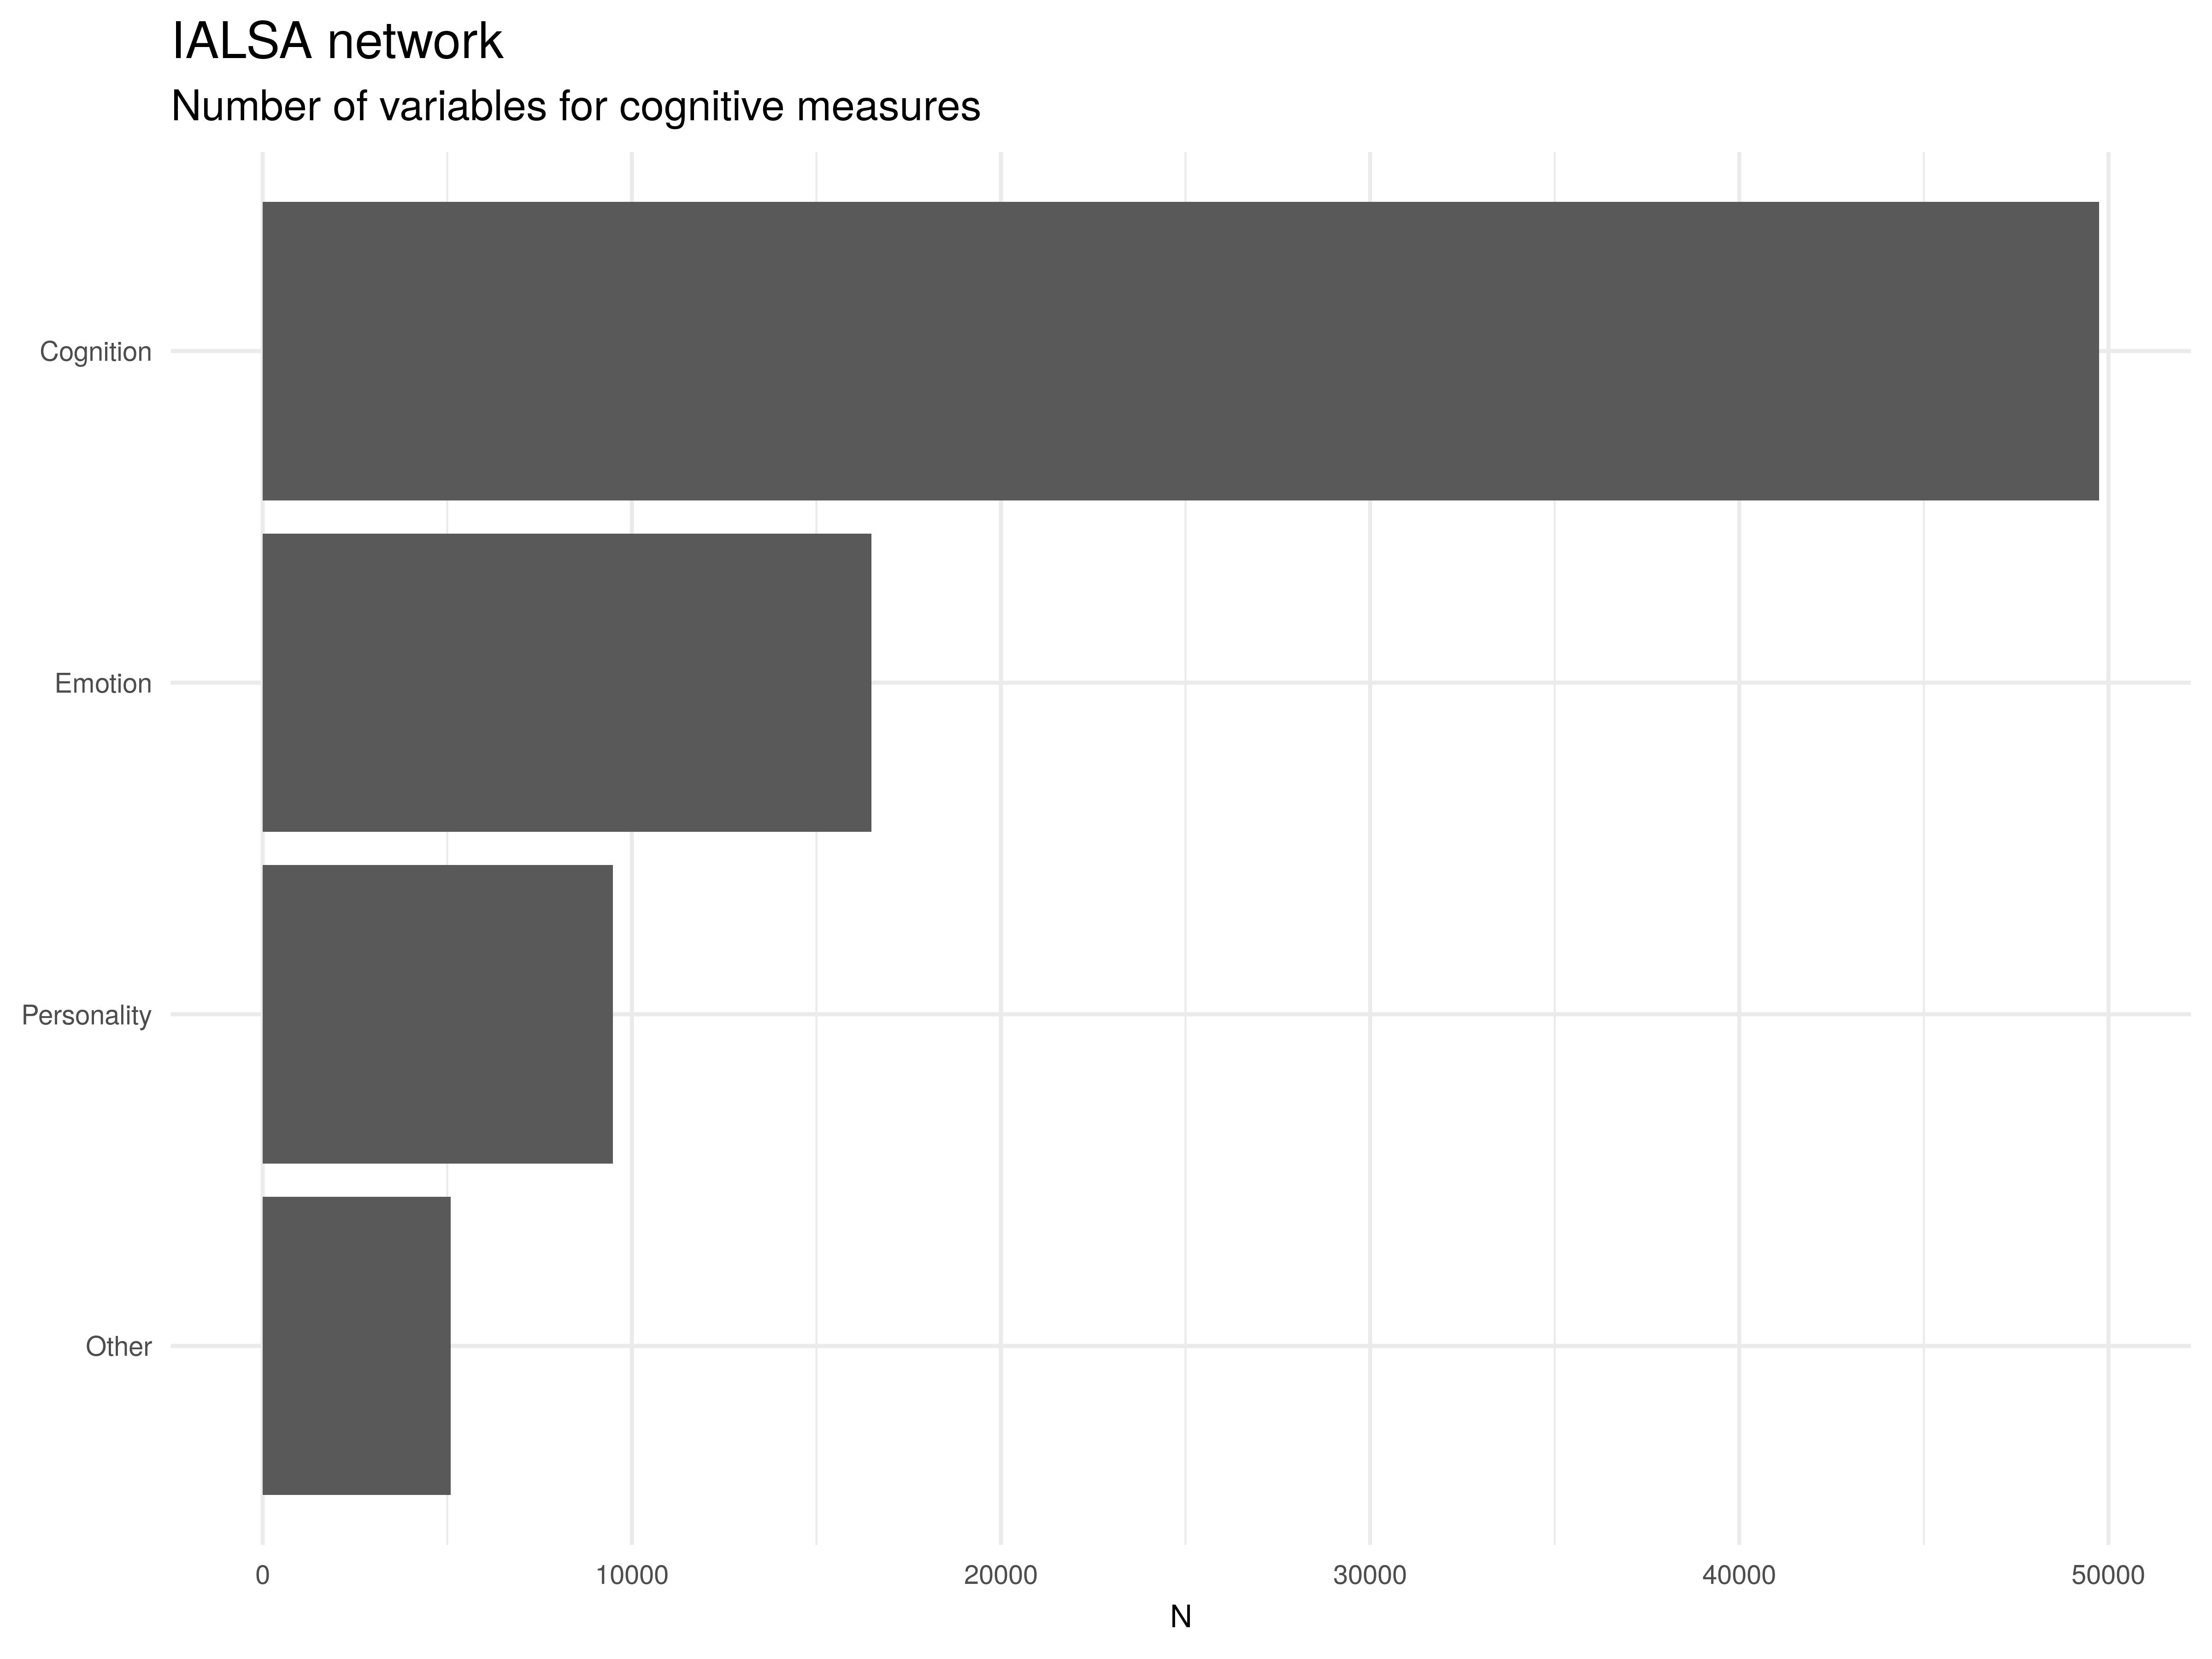 IALSA network
Number of variables for cognitive measures
Cognition
Emotion
Personality
Other
0 10000 20000 30000 40000 50000
N